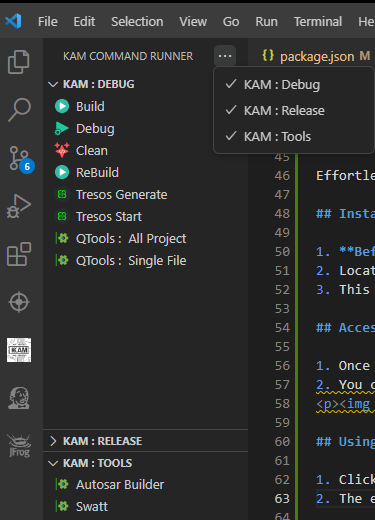 File Edit Selection View Go Run Terminal He
KAM COMMAND RUNNER ···
{} package.json M
KAM : DEBUG
✓ KAM : Debug
✓ KAM : Release
✓ KAM : Tools
Build
Debug
Clean
ReBuild
Tresos Generate
Tresos Start
QTools : All Project
QTools : Single File
6
KAM
JFrog
KAM : RELEASE
KAM : TOOLS
Autosar Builder
Swatt
45
46 Effortle
47
48 ## Insta
49
50 1. **Bef
51 2. Locat
52 3. This
53
54 ## Acces
55
56 1. Once
57 2. You c
58 <p><img
59
60 ## Using
61
62 1. Click
63 2. The e
64